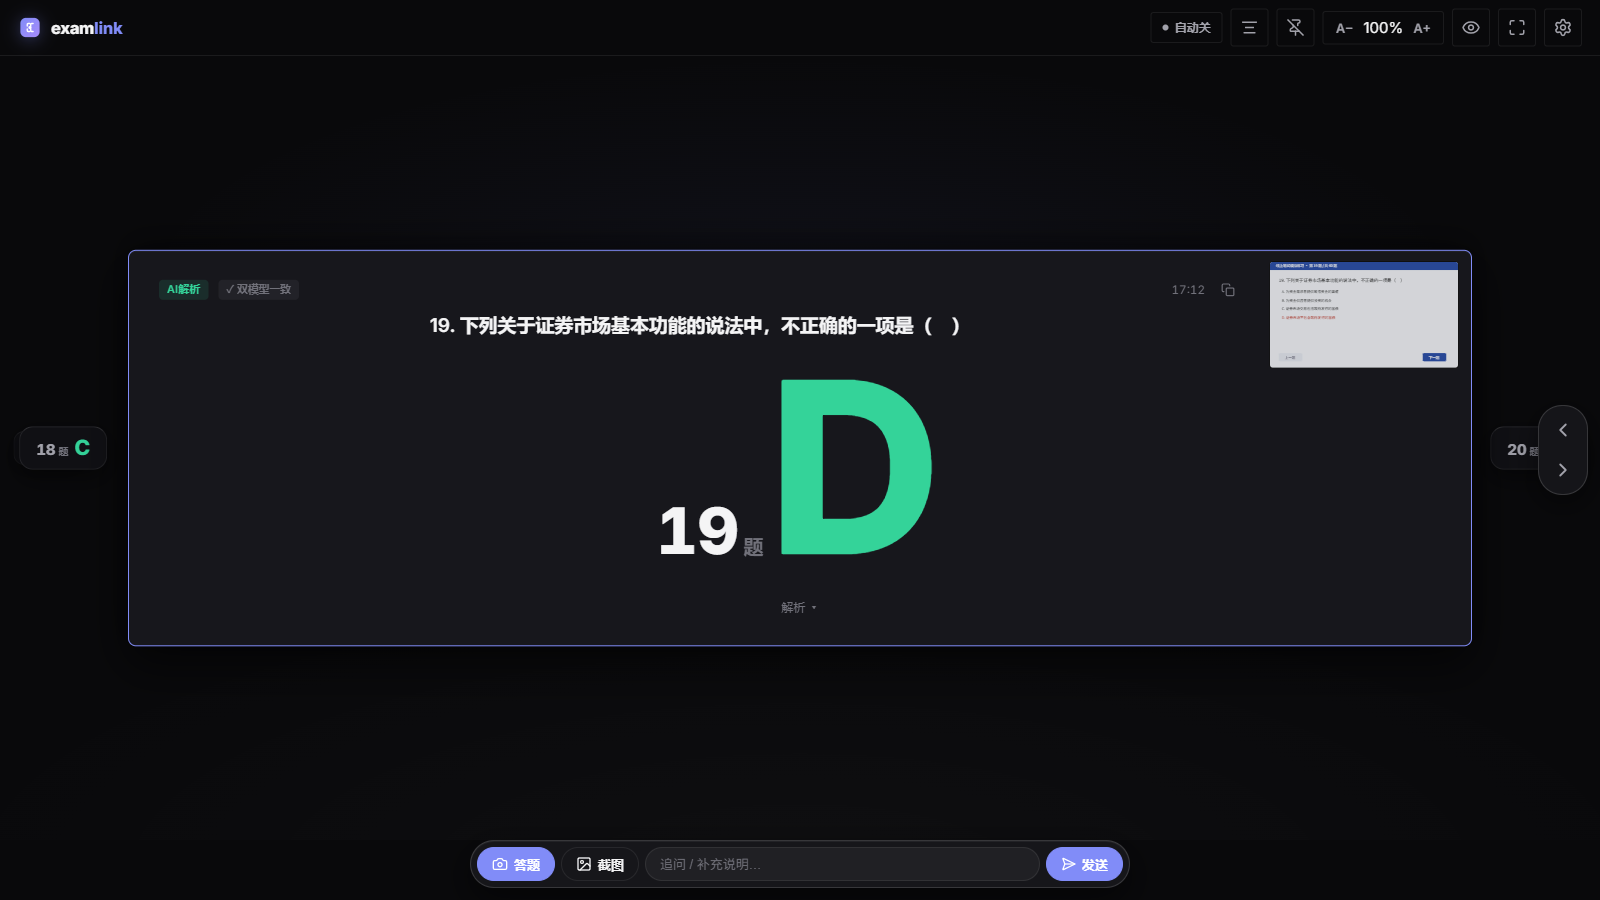 examlink
自动关
A− 100% A+
AI解析
✓双模型一致
17:12
19. 下列关于证券市场基本功能的说法中，不正确的一项是（　）
18 题 C
19 题 D
20 题
解析
答题
截图
追问 / 补充说明...
发送